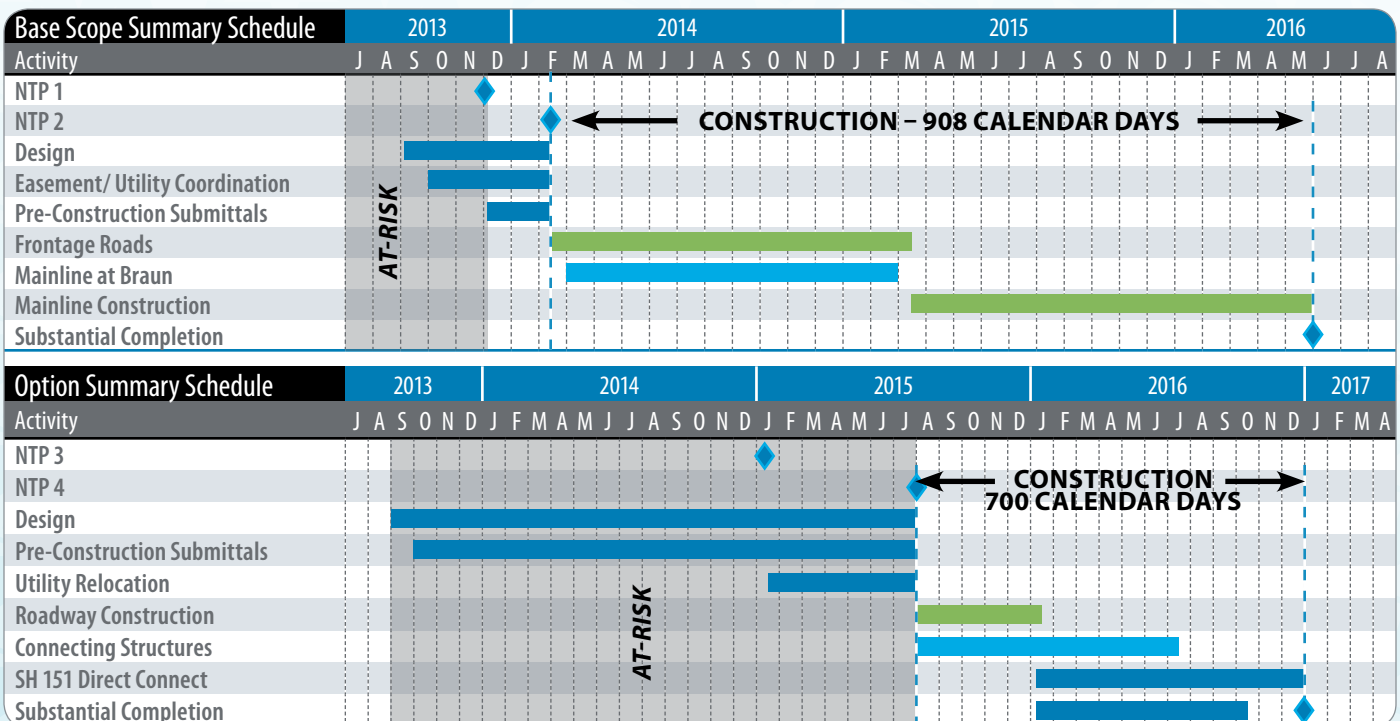 Base Scope Summary Schedule 2013 2014 2015 2016
Activity J A S O N D J F M A M J J A S O N D J F M A M J J A S O N D J F M A M J J A
NTP 1
NTP 2 CONSTRUCTION – 908 CALENDAR DAYS
Design
Easement/ Utility Coordination
Pre-Construction Submittals
AT-RISK
Frontage Roads
Mainline at Braun
Mainline Construction
Substantial Completion
Option Summary Schedule 2013 2014 2015 2016 2017
Activity J A S O N D J F M A M J J A S O N D J F M A M J J A S O N D J F M A M J J A S O N D J F M A
NTP 3
NTP 4 CONSTRUCTION
700 CALENDAR DAYS
Design
Pre-Construction Submittals
Utility Relocation
AT-RISK
Roadway Construction
Connecting Structures
SH 151 Direct Connect
Substantial Completion